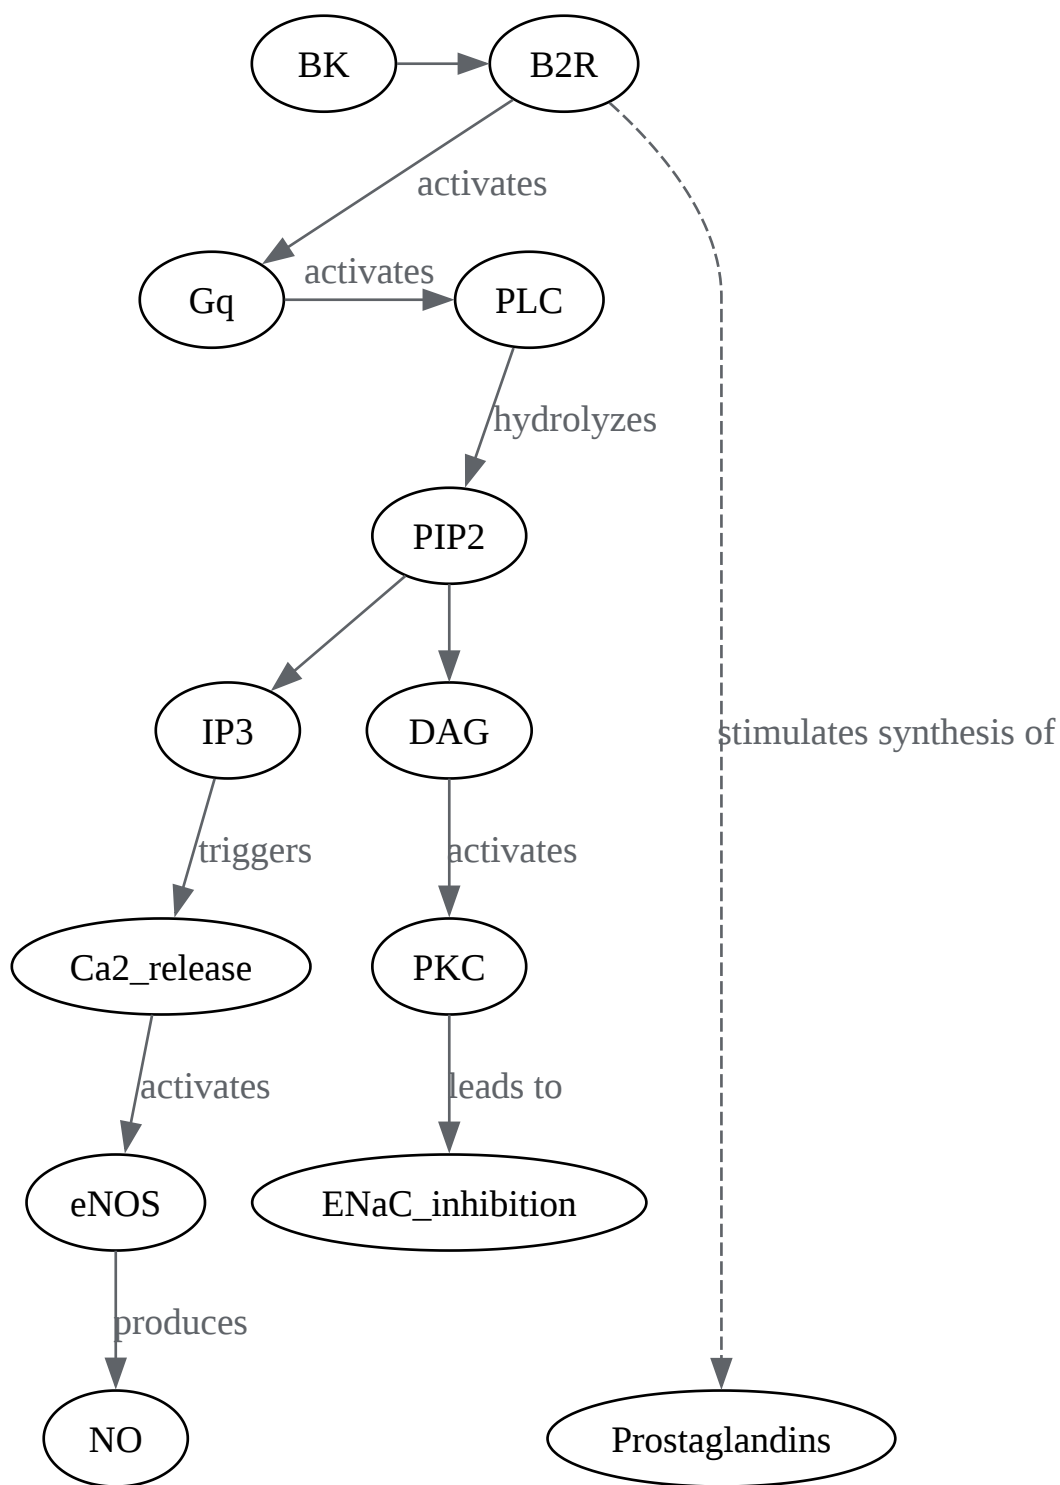 BK
B2R
activates
activates
Gq
PLC
hydrolyzes
PIP2
IP3
DAG
stimulates synthesis of
triggers
activates
Ca2_release
PKC
activates
leads to
eNOS
ENaC_inhibition
produces
NO
Prostaglandins